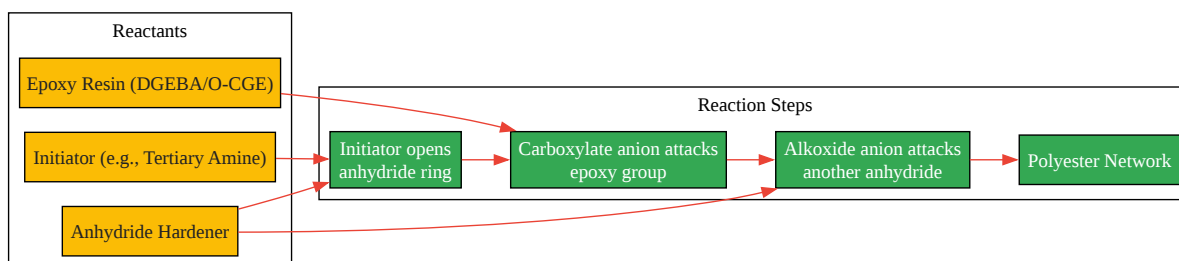 Reactants
Epoxy Resin (DGEBA/O-CGE)
Initiator (e.g., Tertiary Amine)
Anhydride Hardener
Reaction Steps
Initiator opens
anhydride ring
Carboxylate anion attacks
epoxy group
Alkoxide anion attacks
another anhydride
Polyester Network